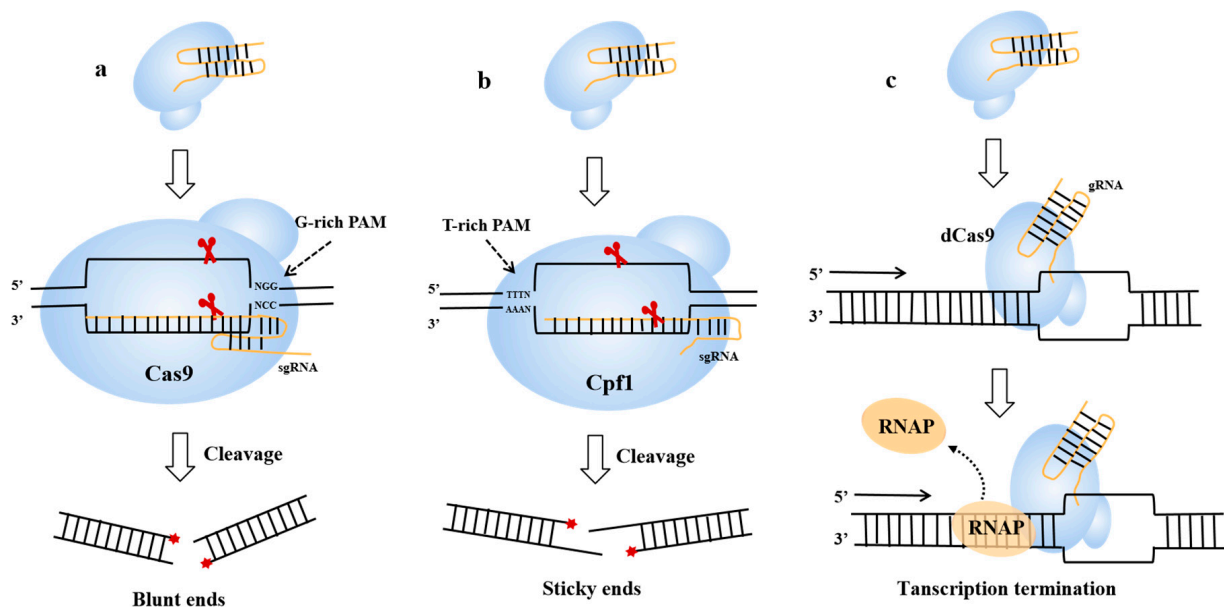 a
G-rich PAM
5’
NGG
3’
NCC
Cas9
sgRNA
Cleavage
Blunt ends
b
T-rich PAM
5’
TTTN
3’
AAAN
Cpf1
sgRNA
Cleavage
Sticky ends
c
gRNA
dCas9
5’
3’
RNAP
5’
RNAP
3’
Tanscription termination